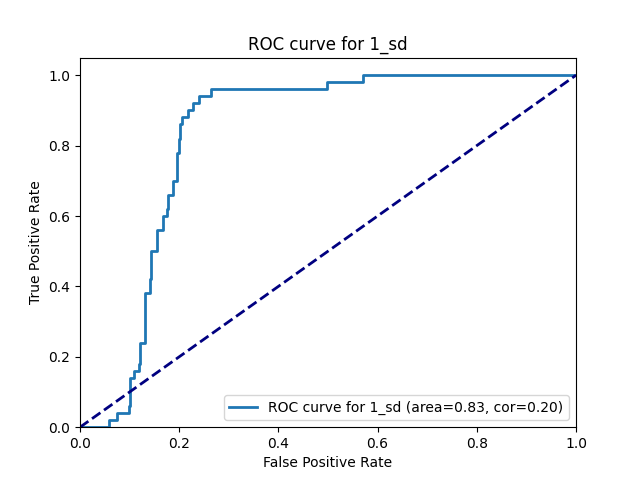 ROC curve for 1_sd
True Positive Rate
1.0
0.8
0.6
0.4
0.2
0.0
ROC curve for 1_sd (area=0.83, cor=0.20)
0.0 0.2 0.4 0.6 0.8 1.0
False Positive Rate